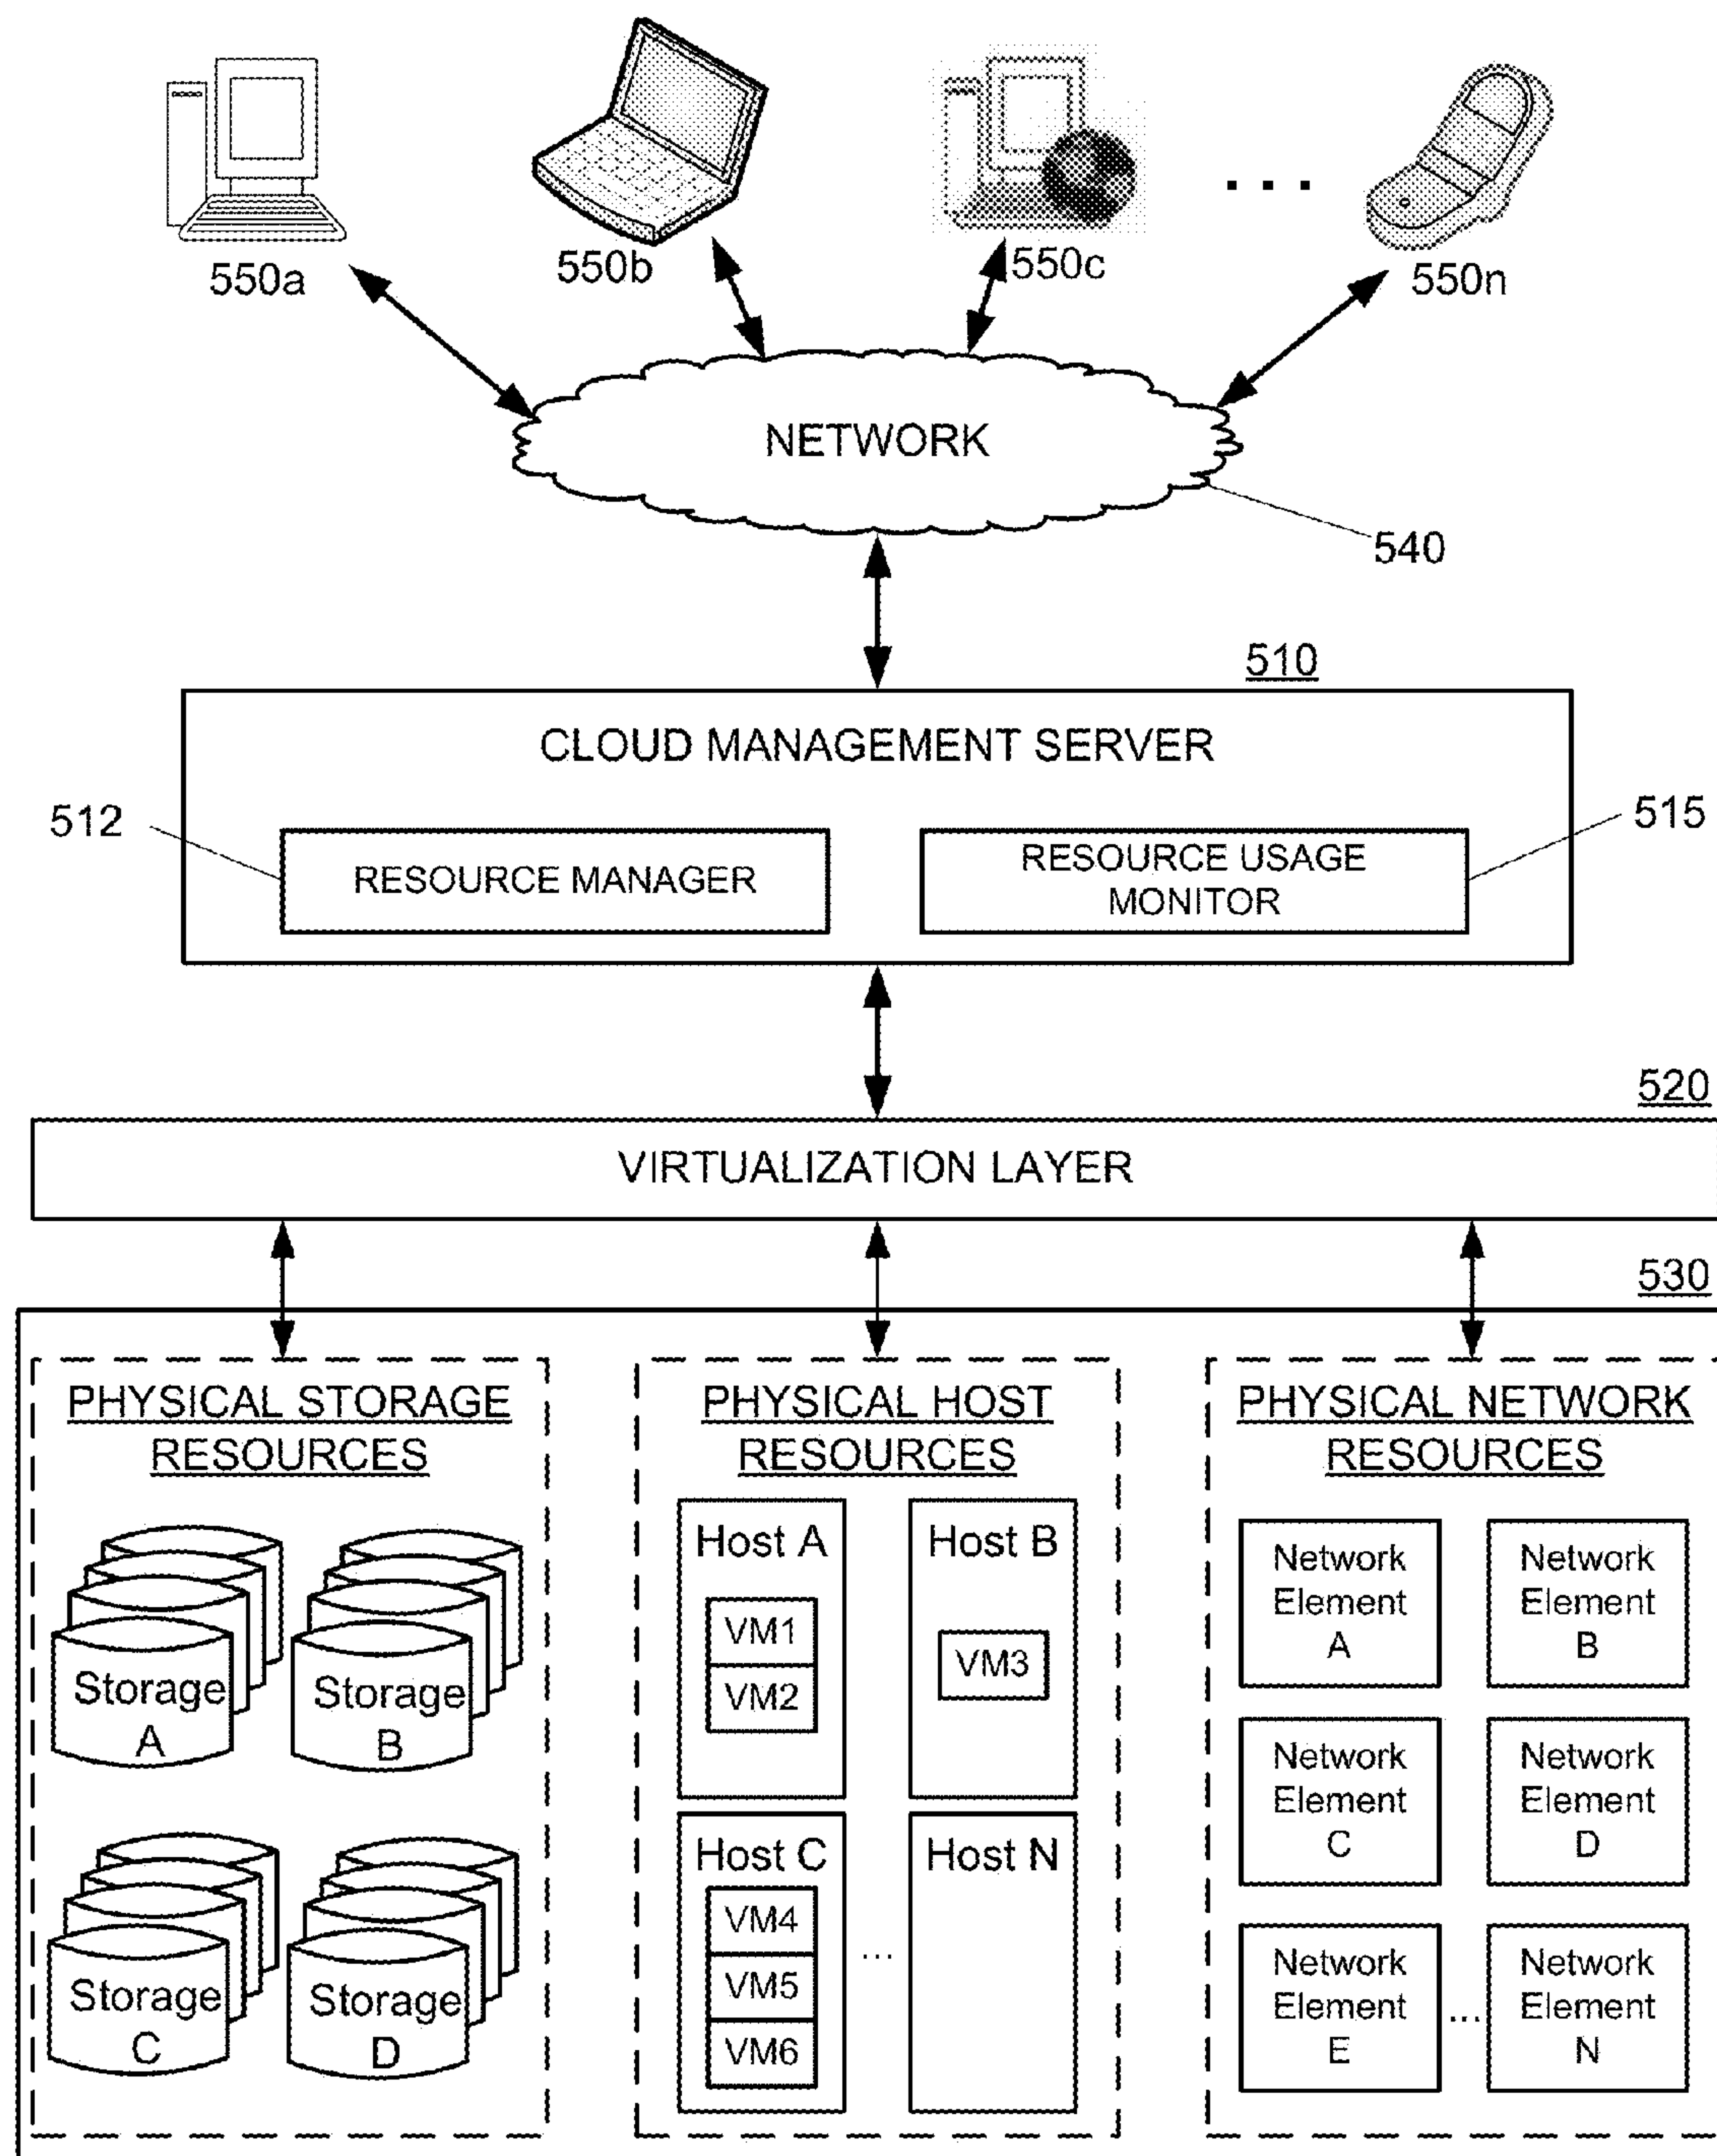 550a
550b
550c
. . .
550n
NETWORK
540
510
CLOUD MANAGEMENT SERVER
512
515
RESOURCE MANAGER
RESOURCE USAGE
MONITOR
520
VIRTUALIZATION LAYER
530
PHYSICAL STORAGE
RESOURCES
Storage
A
Storage
B
Storage
C
Storage
D
PHYSICAL HOST
RESOURCES
Host A
VM1
VM2
Host B
VM3
Host C
VM4
VM5
VM6
...
Host N
PHYSICAL NETWORK
RESOURCES
Network
Element
A
Network
Element
B
Network
Element
C
Network
Element
D
Network
Element
E
...
Network
Element
N